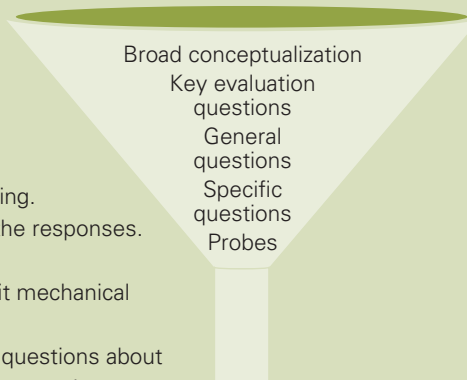 Broad conceptualization
Key evaluation
questions
General
questions
Specific
questions
Probes
ing.
he responses.
it mechanical
questions about